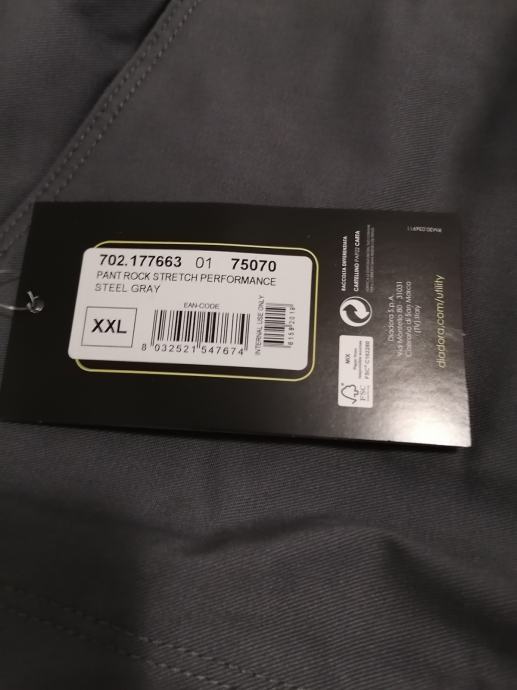 702.177663 01 75070
PANT ROCK STRETCH PERFORMANCE
STEEL GRAY
XXL
EAN-CODE
8 032521 547674
INTERNAL USE ONLY
RACCOLTA DIFFERENZIATA
CARTELLINO PAP22 CARTA
MIX
FSC
Diadora S.p.A.
Via Montello 80 31031
Caerano di San Marco
(TV) Italy
diadora.com/utility